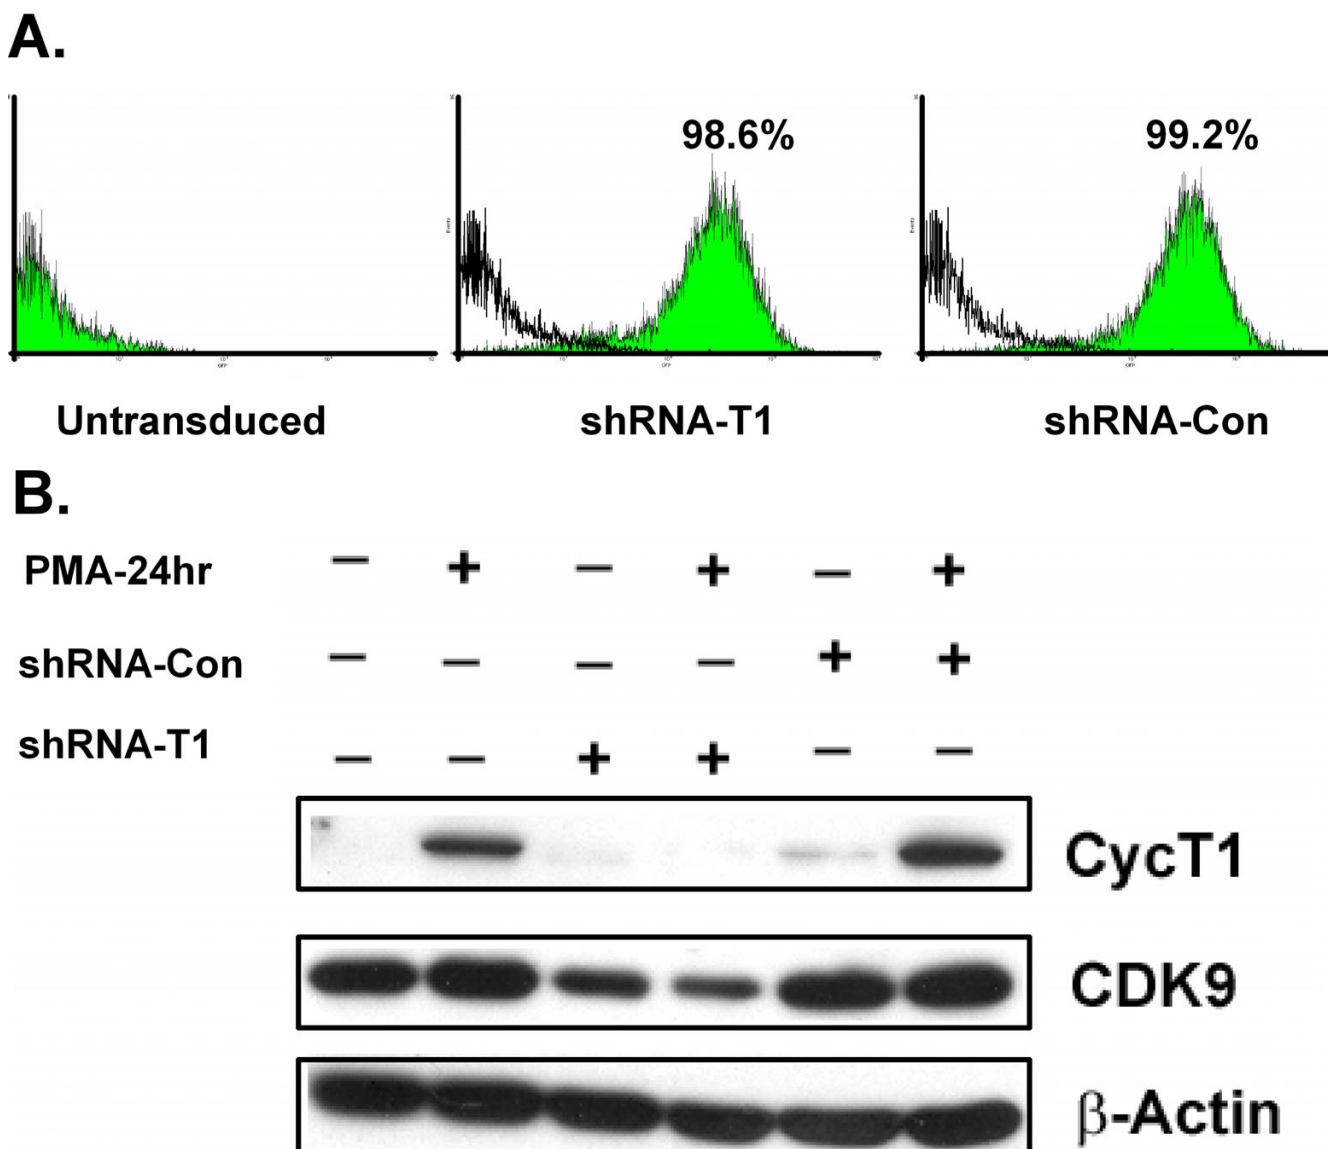 A.
98.6%
99.2%
Untransduced
shRNA-T1
shRNA-Con
B.
PMA-24hr — + — + — +
shRNA-Con — — — — + +
shRNA-T1 — — + + — —
CycT1
CDK9
β-Actin